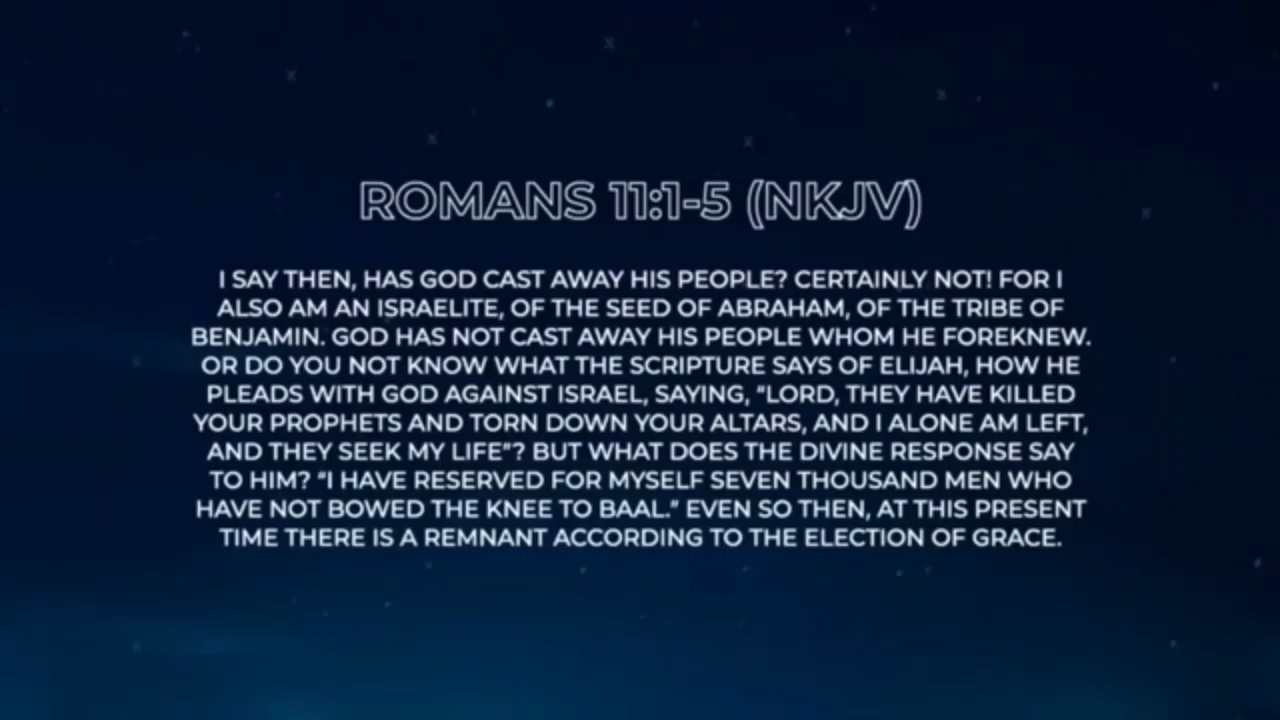 ROMANS 11:1-5 (NKJV)
I SAY THEN, HAS GOD CAST AWAY HIS PEOPLE? CERTAINLY NOT! FOR I
ALSO AM AN ISRAELITE, OF THE SEED OF ABRAHAM, OF THE TRIBE OF
BENJAMIN. GOD HAS NOT CAST AWAY HIS PEOPLE WHOM HE FOREKNEW.
OR DO YOU NOT KNOW WHAT THE SCRIPTURE SAYS OF ELIJAH, HOW HE
PLEADS WITH GOD AGAINST ISRAEL, SAYING, "LORD, THEY HAVE KILLED
YOUR PROPHETS AND TORN DOWN YOUR ALTARS, AND I ALONE AM LEFT,
AND THEY SEEK MY LIFE"? BUT WHAT DOES THE DIVINE RESPONSE SAY
TO HIM? "I HAVE RESERVED FOR MYSELF SEVEN THOUSAND MEN WHO
HAVE NOT BOWED THE KNEE TO BAAL." EVEN SO THEN, AT THIS PRESENT
TIME THERE IS A REMNANT ACCORDING TO THE ELECTION OF GRACE.